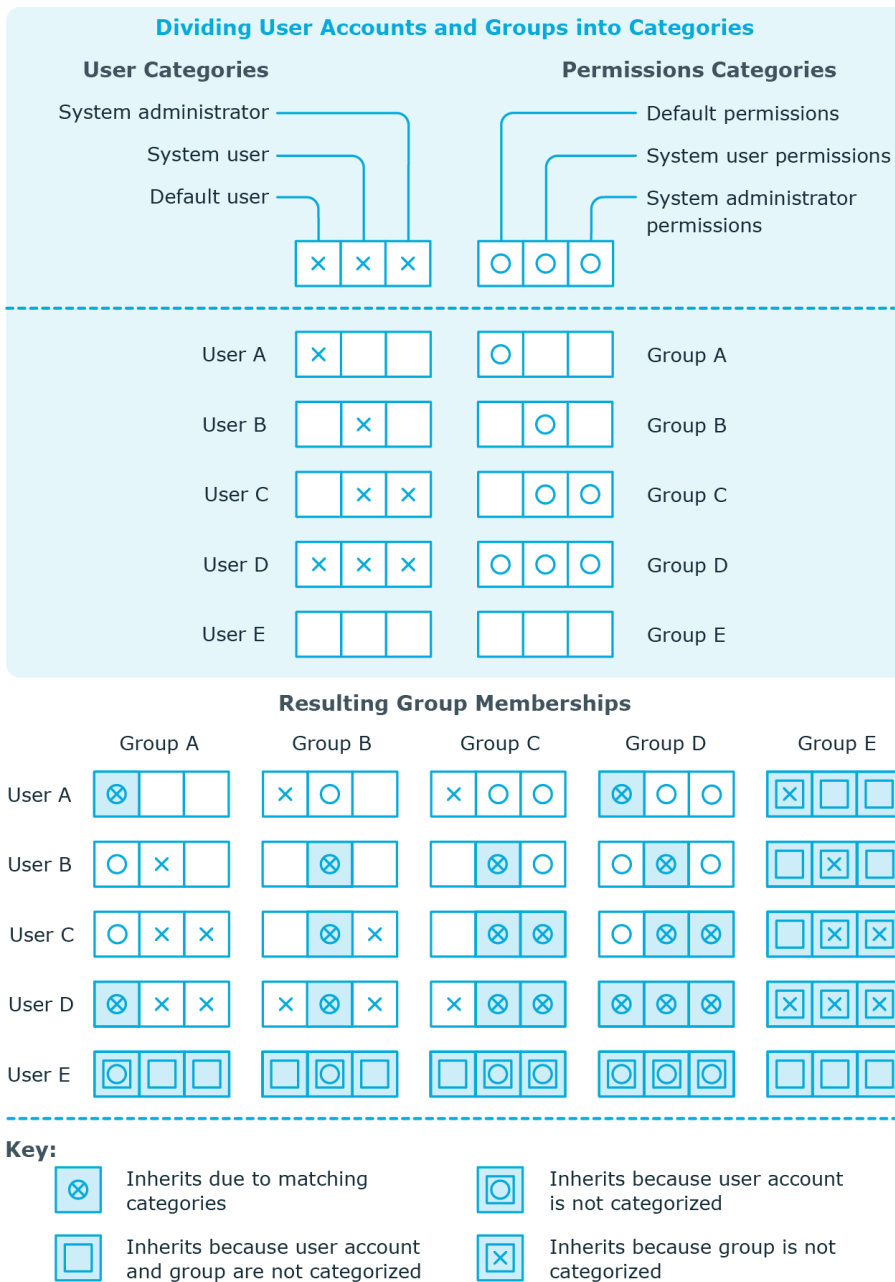 Dividing User Accounts and Groups into Categories
User Categories
Permissions Categories
System administrator
Default permissions
System user
System user permissions
Default user
System administrator
permissions
User A
Group A
User B
Group B
User C
Group C
User D
Group D
User E
Group E
Resulting Group Memberships
Group A
Group B
Group C
Group D
Group E
User A
User B
User C
User D
User E
Key:
Inherits due to matching
categories
Inherits because user account
is not categorized
Inherits because user account
and group are not categorized
Inherits because group is not
categorized